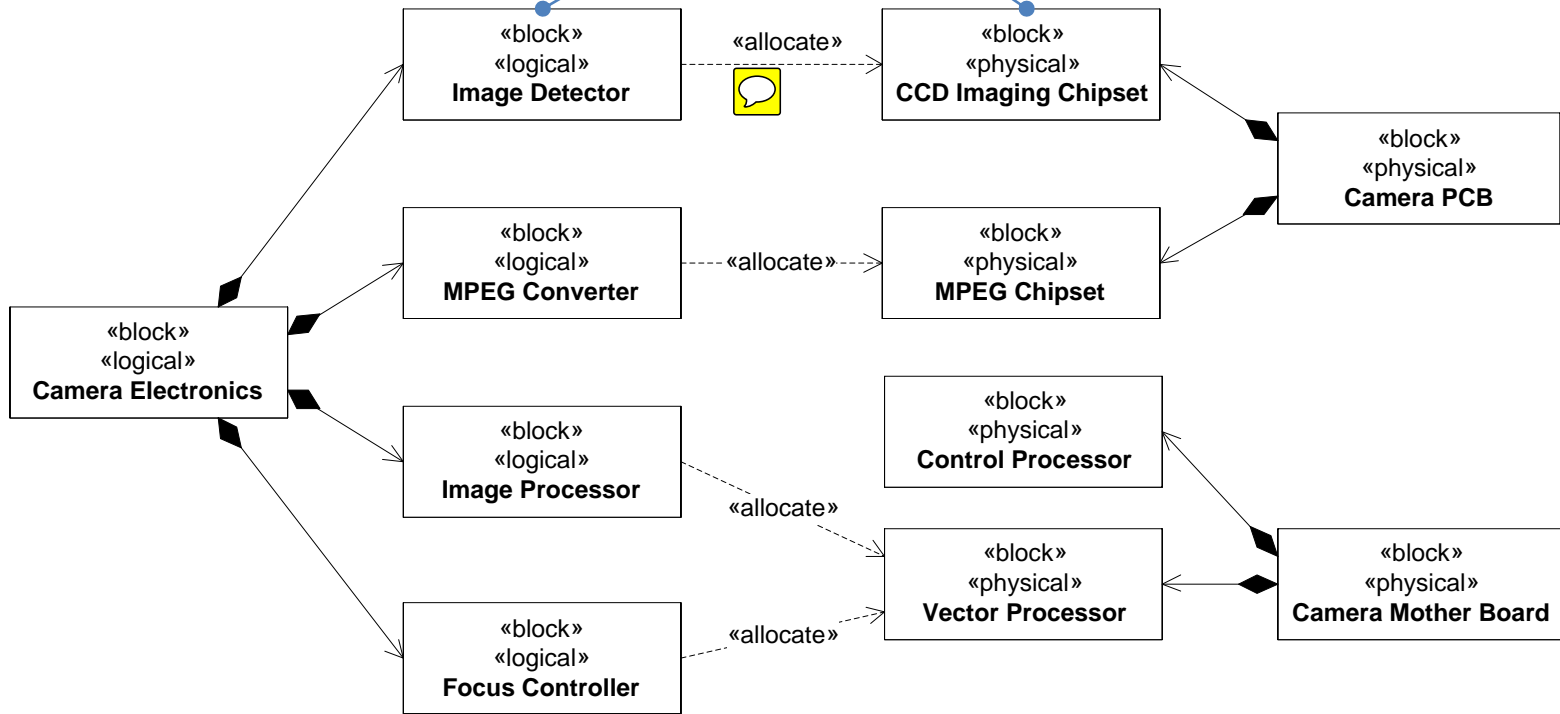 «block»
«logical»
Image Detector
«allocate»
«block»
«physical»
CCD Imaging Chipset
«block»
«physical»
Camera PCB
«block»
«logical»
MPEG Converter
«allocate»
«block»
«physical»
MPEG Chipset
«block»
«logical»
Camera Electronics
«block»
«physical»
Control Processor
«block»
«logical»
Image Processor
«allocate»
«block»
«physical»
Vector Processor
«block»
«physical»
Camera Mother Board
«block»
«logical»
Focus Controller
«allocate»